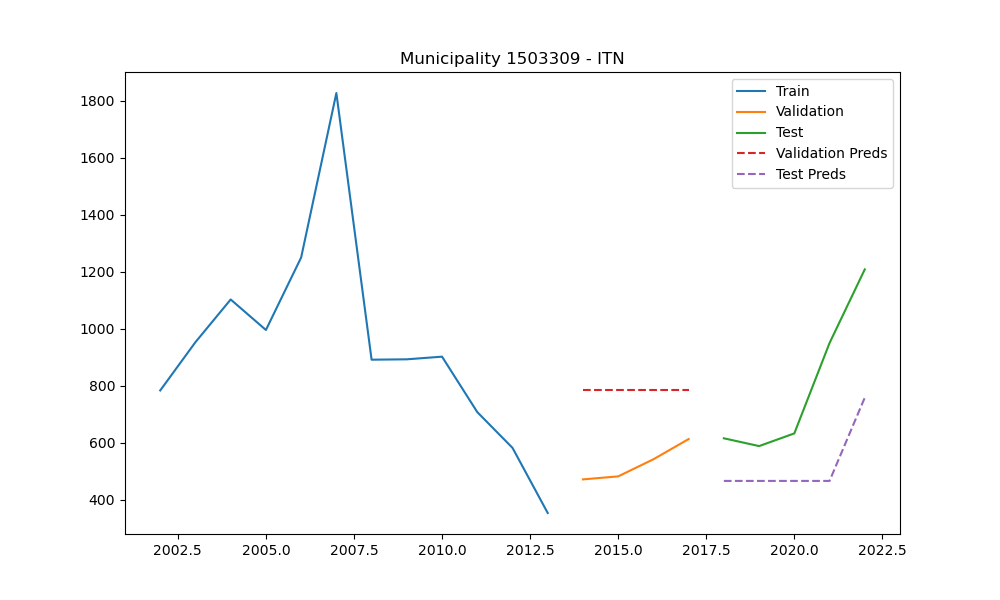 Municipality 1503309 - ITN
Train
Validation
Test
Validation Preds
Test Preds
1800
1600
1400
1200
1000
800
600
400
2002.5 2005.0 2007.5 2010.0 2012.5 2015.0 2017.5 2020.0 2022.5